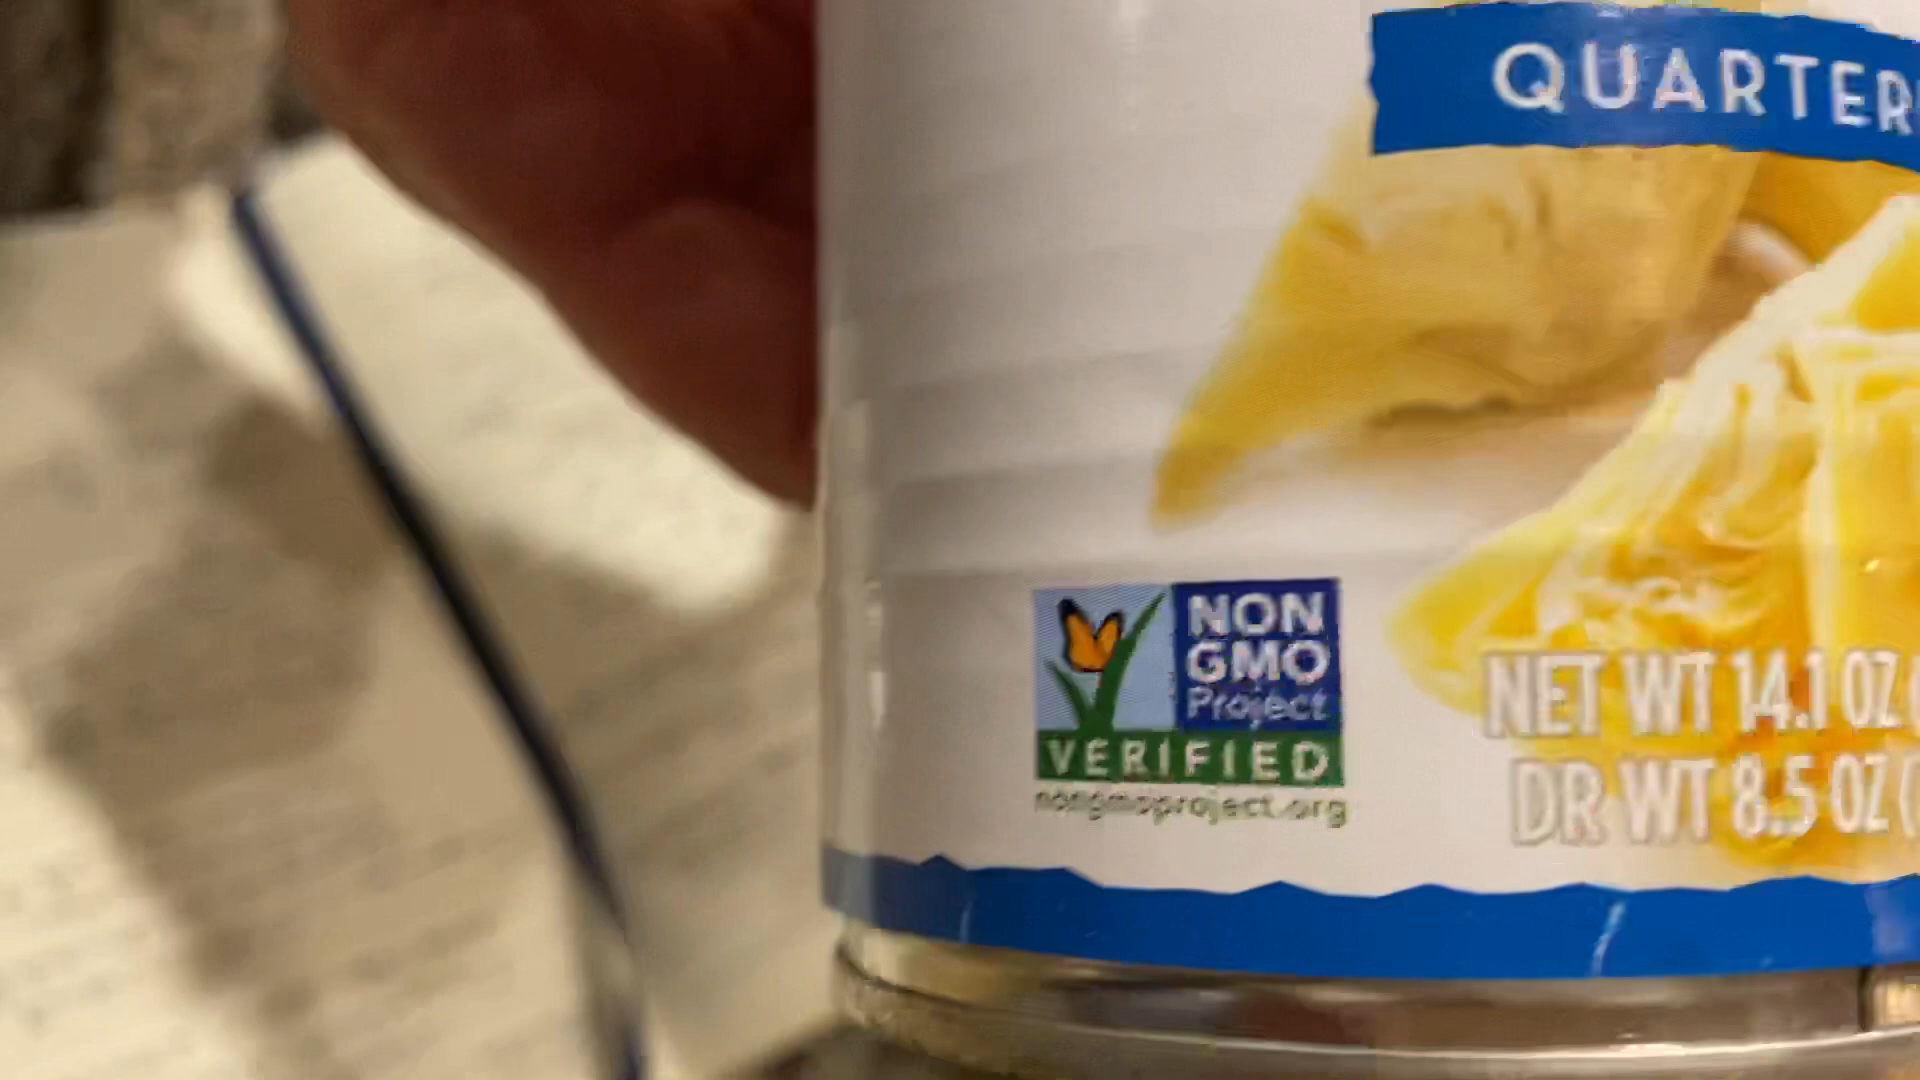 QUARTER
NON
GMO
Project
VERIFIED
nongmoproject.org
NET WT 14.1 OZ (
DR WT 8.5 OZ (